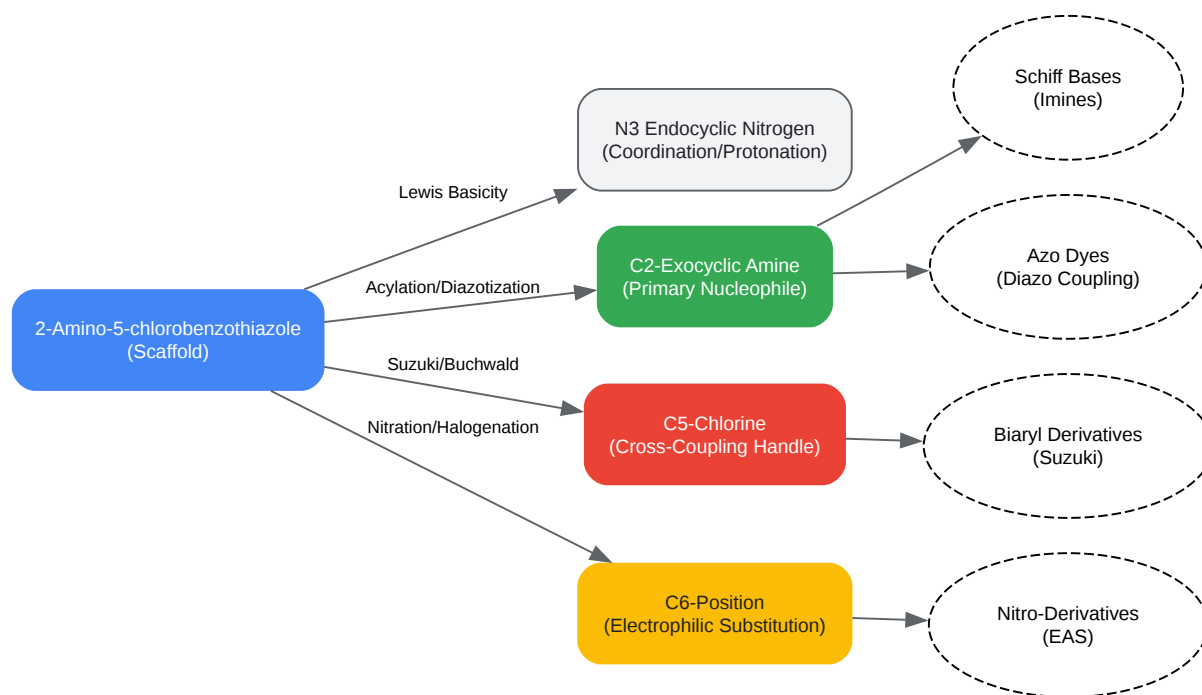 Schiff Bases
(Imines)
N3 Endocyclic Nitrogen
(Coordination/Protonation)
Lewis Basicity
C2-Exocyclic Amine
(Primary Nucleophile)
Azo Dyes
(Diazo Coupling)
Acylation/Diazotization
2-Amino-5-chlorobenzothiazole
(Scaffold)
Suzuki/Buchwald
C5-Chlorine
(Cross-Coupling Handle)
Biaryl Derivatives
(Suzuki)
Nitration/Halogenation
C6-Position
(Electrophilic Substitution)
Nitro-Derivatives
(EAS)